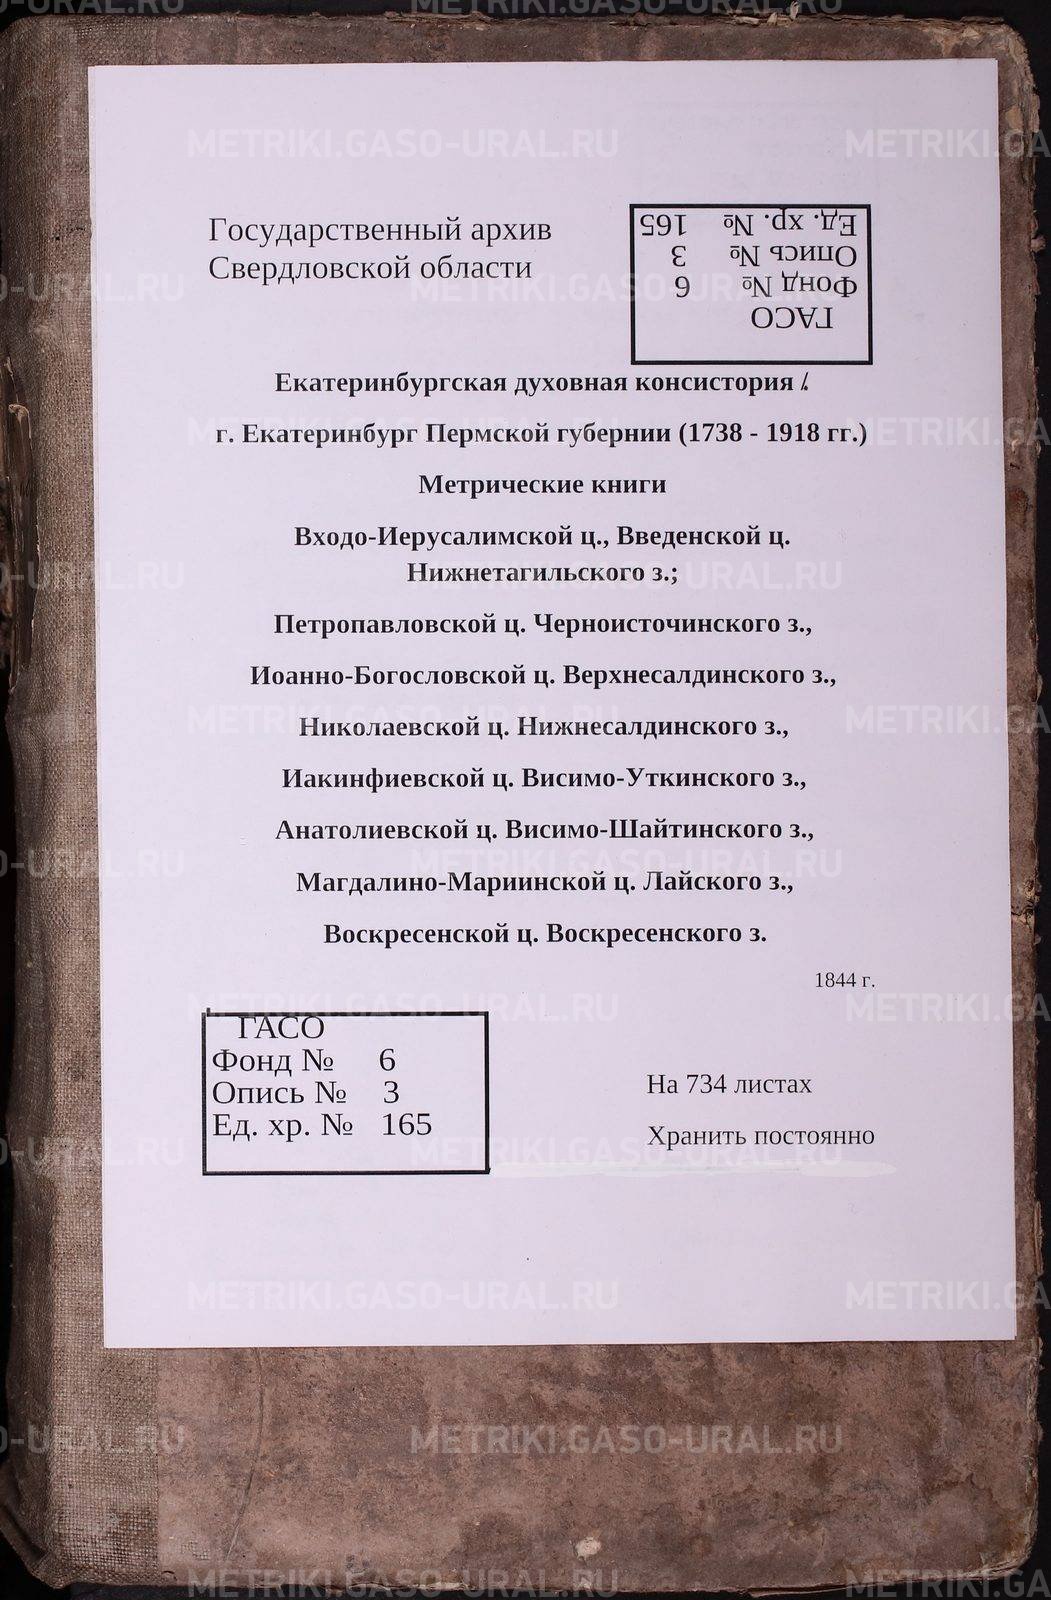 METRIKI.GASO-URAL.RU
Государственный архив
Свердловской области
ГАСО
Фонд № 6
Опись № 3
Ед. хр. № 165
Екатеринбургская духовная консистория /.
г. Екатеринбург Пермской губернии (1738 - 1918 гг.)
Метрические книги
Входо-Иерусалимской ц., Введенской ц.
Нижнетагильского з.;
Петропавловской ц. Черноисточинского з.,
Иоанно-Богословской ц. Верхнесалдинского з.,
Николаевской ц. Нижнесалдинского з.,
Иакинфиевской ц. Висимо-Уткинского з.,
Анатолиевской ц. Висимо-Шайтинского з.,
Магдалино-Мариинской ц. Лайского з.,
Воскресенской ц. Воскресенского з.
1844 г.
ГАСО
Фонд № 6
Опись № 3
Ед. хр. № 165
На 734 листах
Хранить постоянно